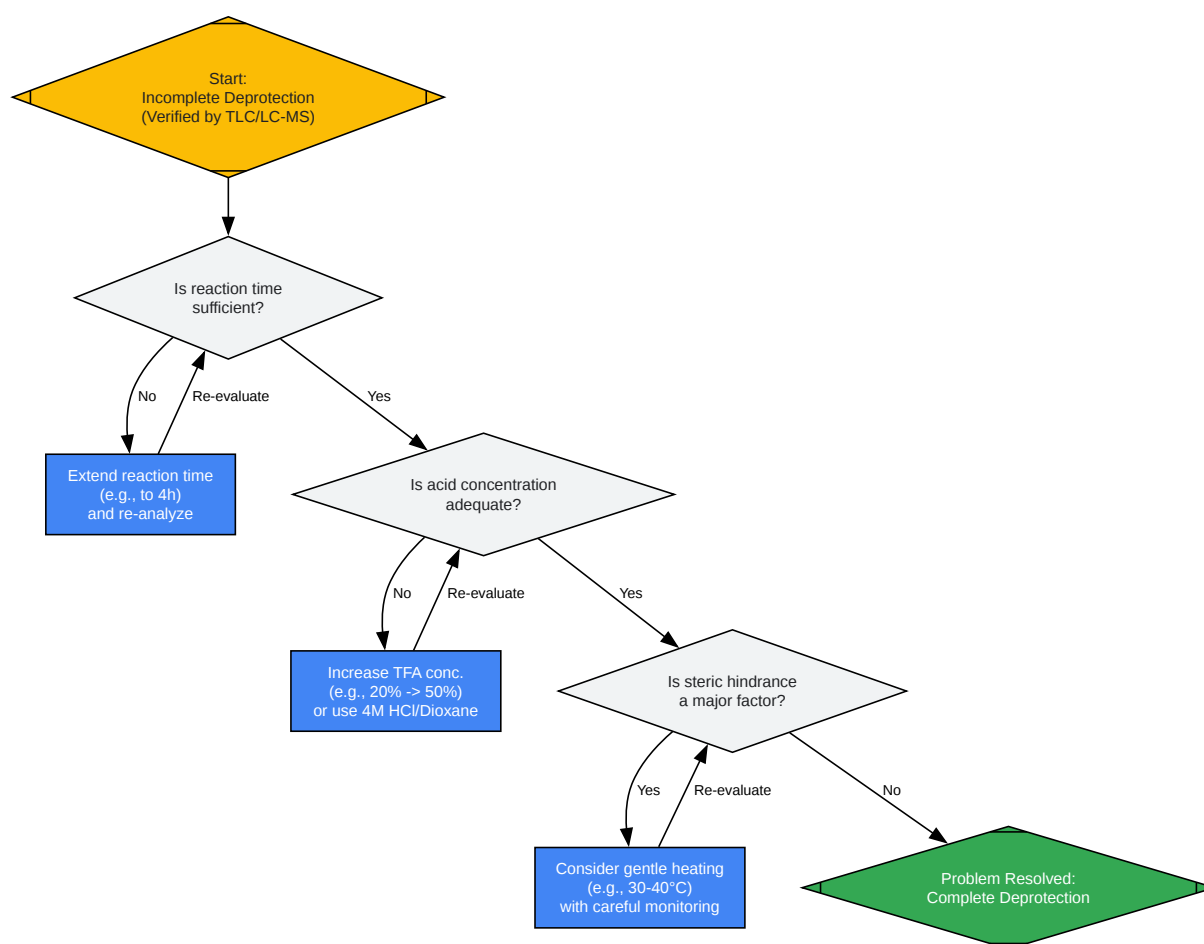 Start:
Incomplete Deprotection
(Verified by TLC/LC-MS)
Is reaction time
sufficient?
No
Re-evaluate
Yes
Extend reaction time
(e.g., to 4h)
and re-analyze
Is acid concentration
adequate?
No
Re-evaluate
Yes
Increase TFA conc.
(e.g., 20% -> 50%)
or use 4M HCl/Dioxane
Is steric hindrance
a major factor?
Yes
Re-evaluate
No
Consider gentle heating
(e.g., 30-40°C)
with careful monitoring
Problem Resolved:
Complete Deprotection